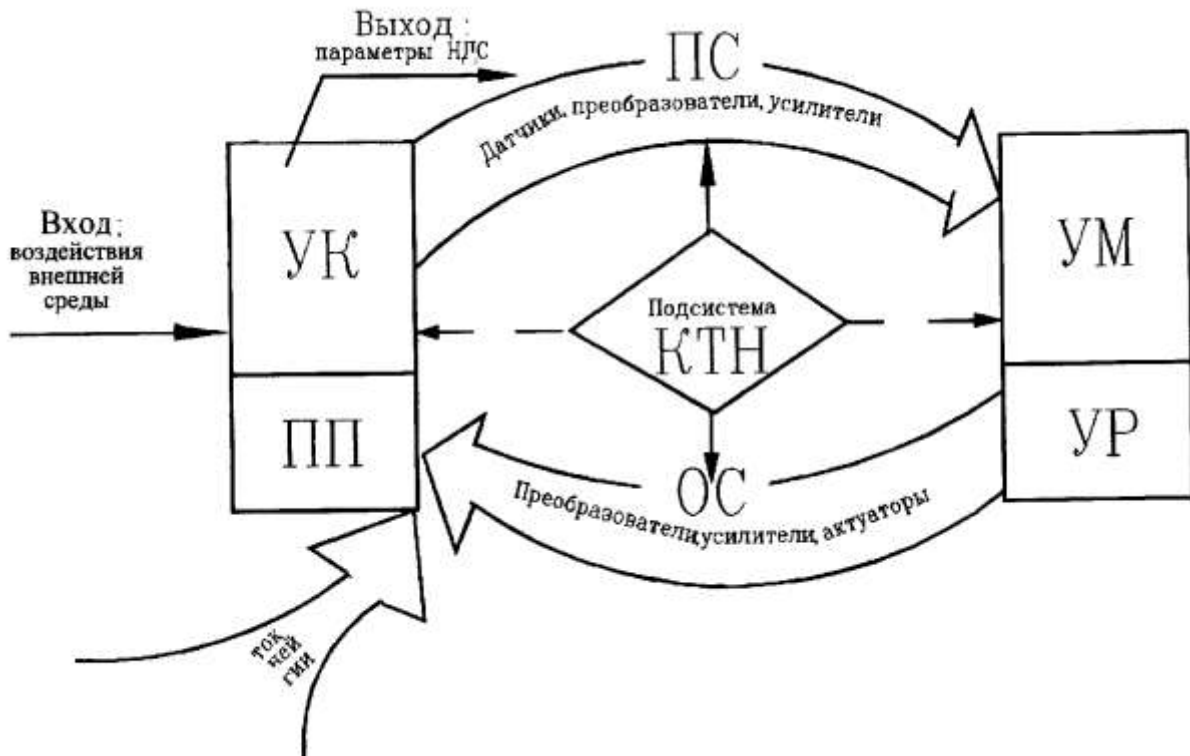 Выход:
параметры НДС
ПС
Датчики, преобразователи, усилители
Вход:
воздействия
внешней
среды
УК
УМ
Подсистема
КТН
ПП
УР
ОС
Преобразователи, усилители, актуаторы
ток
чей
гии